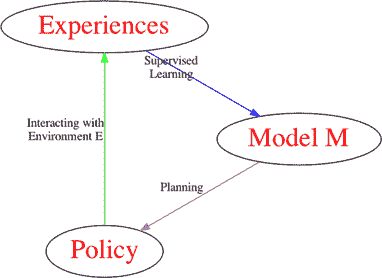 Experiences
Supervised
Learning
Interacting with
Environment E
Model M
Planning
Policy